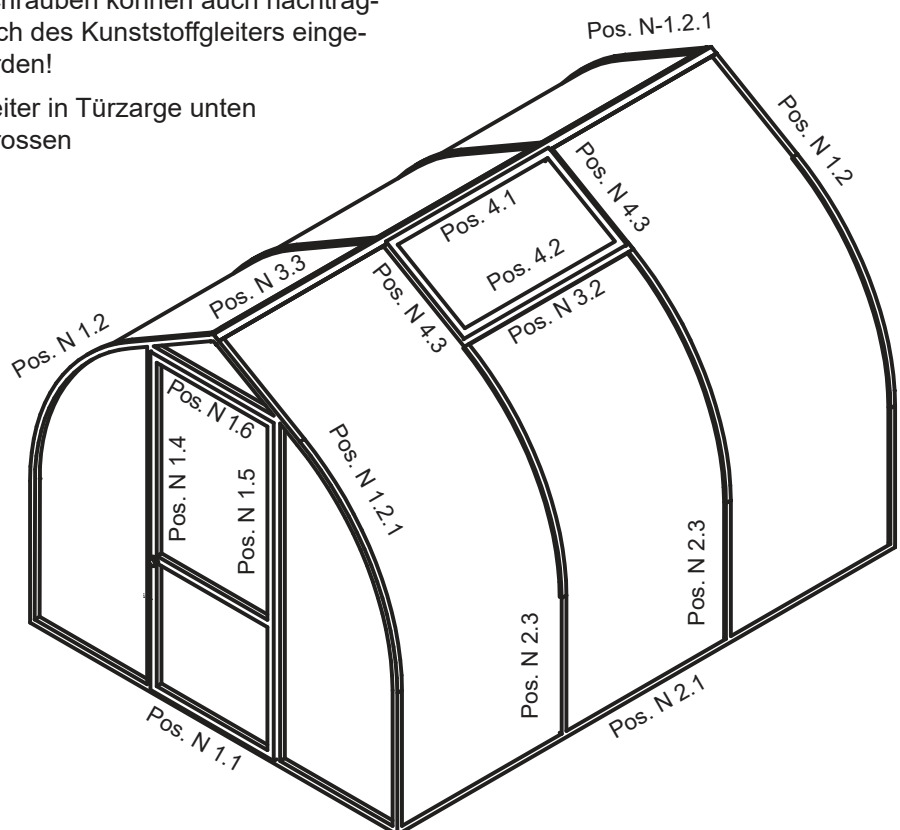 schrauben können auch nachträg-
ch des Kunststoffgleiters einge-
rden!
eiter in Türzarge unten
rossen
Pos. N-1.2.1
Pos. N 1.2
Pos. N 4.3
Pos. 4.1
Pos. 4.2
Pos. N 3.3
Pos. N 4.3
Pos. N 3.2
Pos. N 1.2
Pos. N 1.6
Pos. N 1.4
Pos. N 1.5
Pos. N 1.2.1
Pos. N 2.3
Pos. N 2.3
Pos. N 2.1
Pos. N 1.1